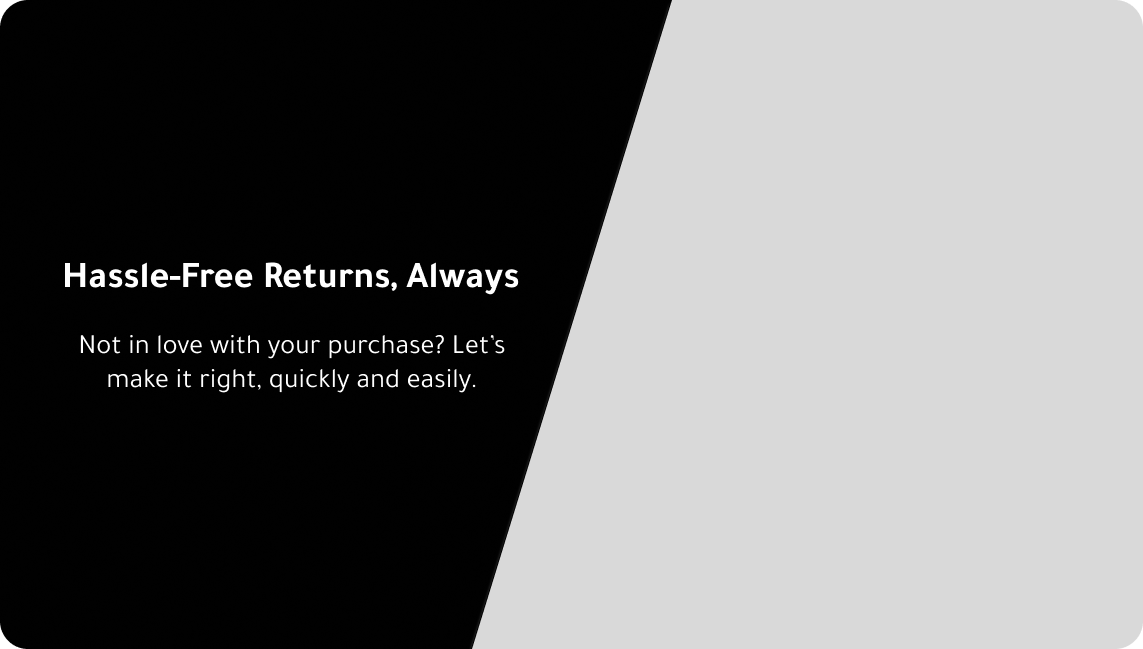 Hassle-Free Returns, Always
Not in love with your purchase? Let’s
make it right, quickly and easily.